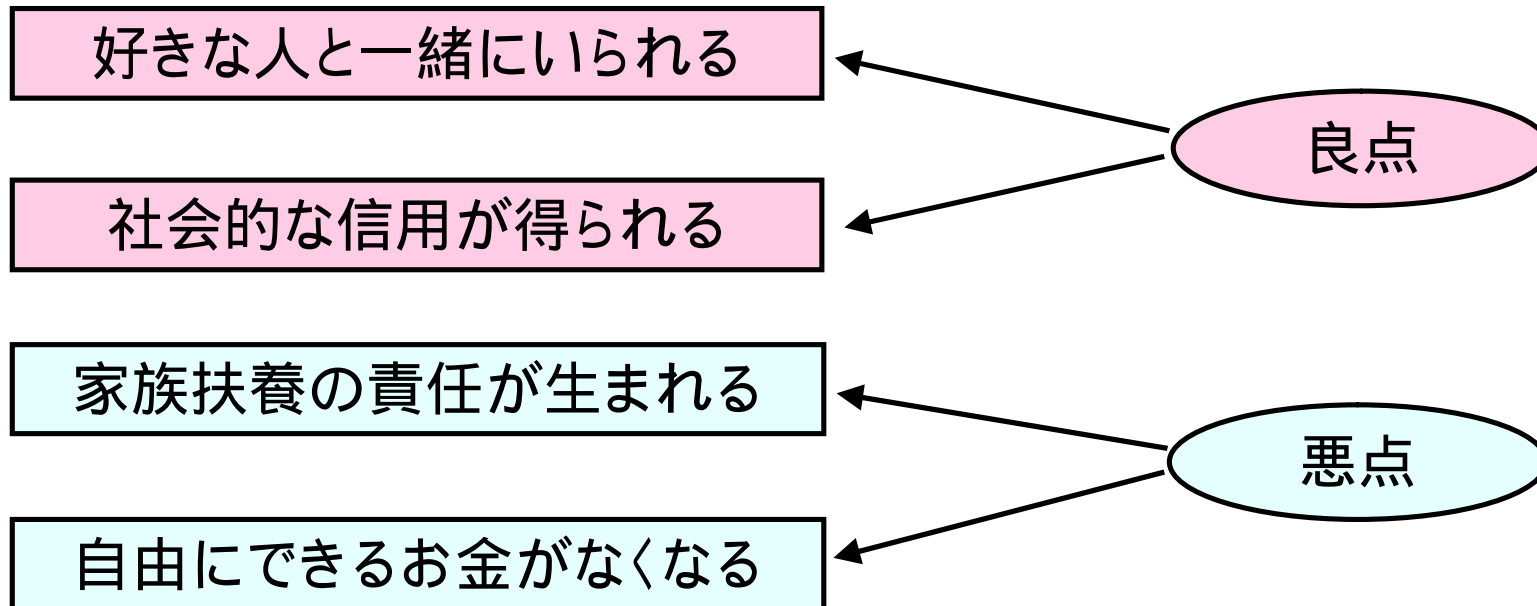 好きな人と一緒にいられる
良点
社会的な信用が得られる
家族扶養の責任が生まれる
悪点
自由にできるお金がなくなる